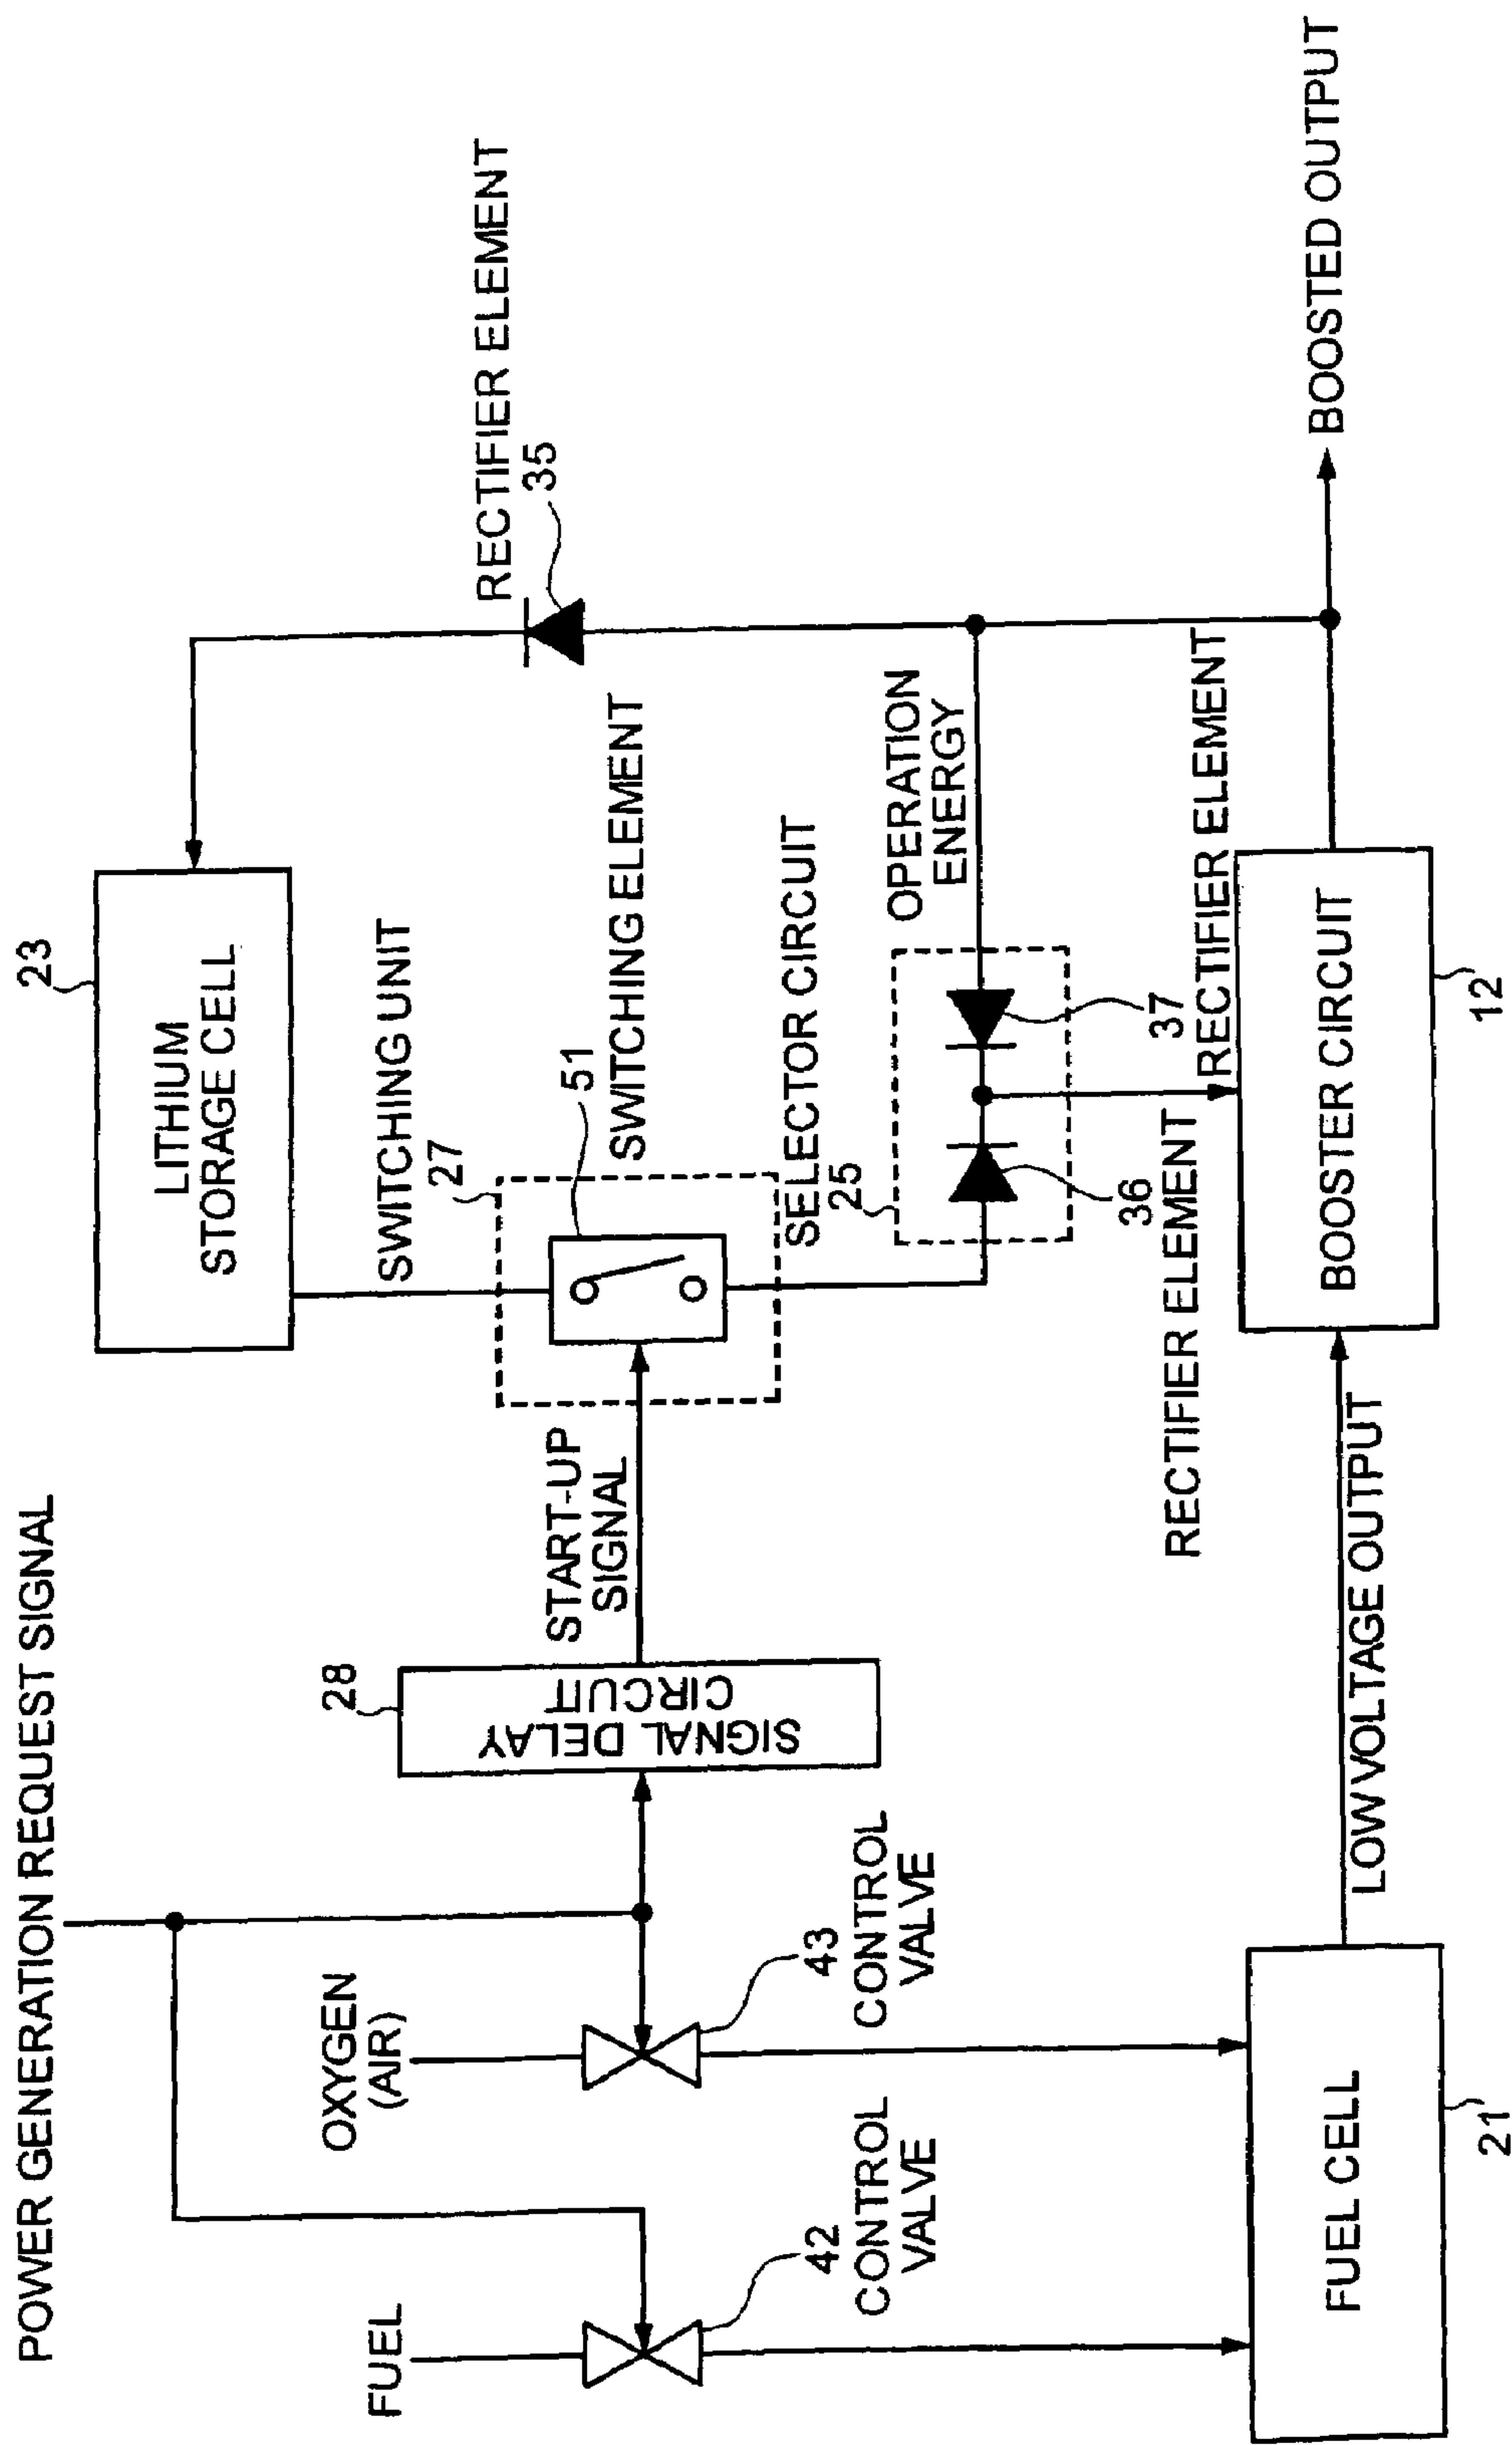 POWER GENERATION REQUEST SIGNAL
23
LITHIUM
STORAGE CELL
RECTIFIER ELEMENT
35
SWITCHING UNIT
27
51
SWITCHING ELEMENT
OXYGEN
(AIR)
FUEL
28
SIGNAL DELAY
CIRCUIT
START-UP
SIGNAL
SELECTOR CIRCUIT
25
OPERATION
ENERGY
42
CONTROL
VALVE
43
CONTROL
VALVE
36
RECTIFIER ELEMENT
37
RECTIFIER ELEMENT
FUEL CELL
21
LOW VOLTAGE OUTPUT
BOOSTER CIRCUIT
12
BOOSTED OUTPUT